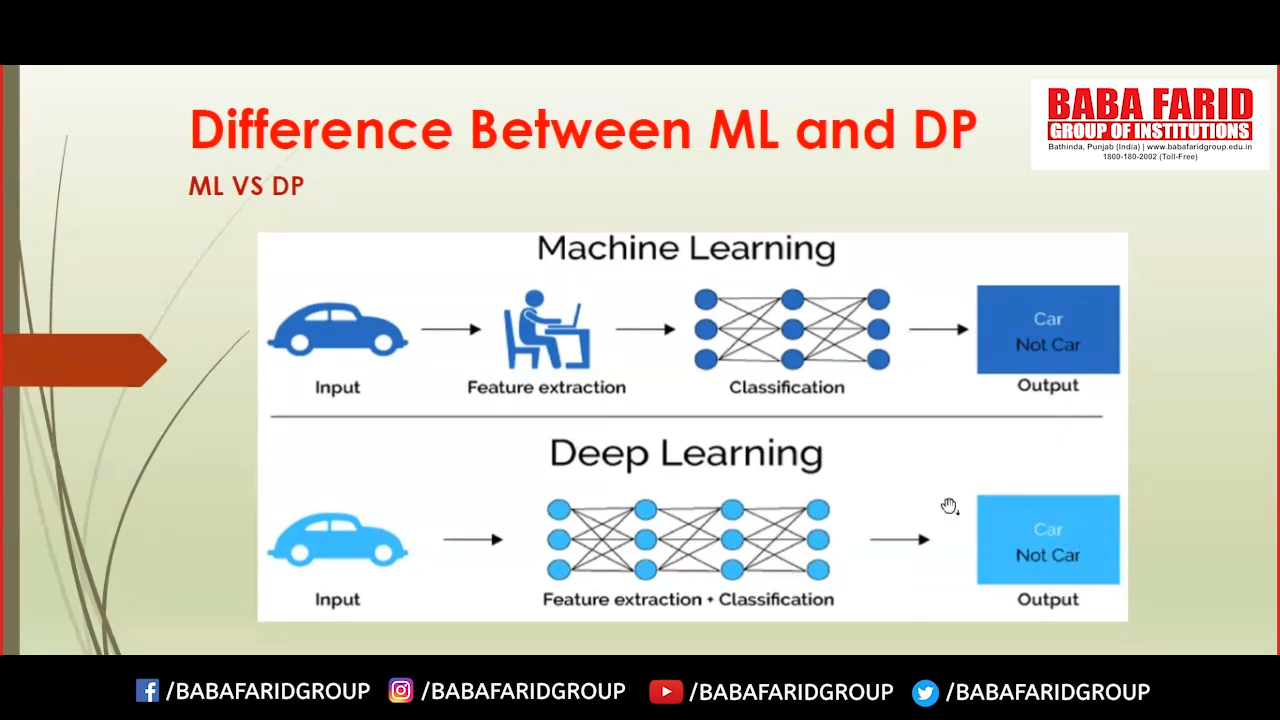 Difference Between ML and DP
ML VS DP
BABA FARID
GROUP OF INSTITUTIONS
Bathinda, Punjab (India) | www.babafaridgroup.edu.in
1800-180-2002 (Toll-Free)
Machine Learning
Car
Not Car
Input
Feature extraction
Classification
Output
Deep Learning
Car
Not Car
Input
Feature extraction + Classification
Output
/BABAFARIDGROUP /BABAFARIDGROUP /BABAFARIDGROUP /BABAFARIDGROUP